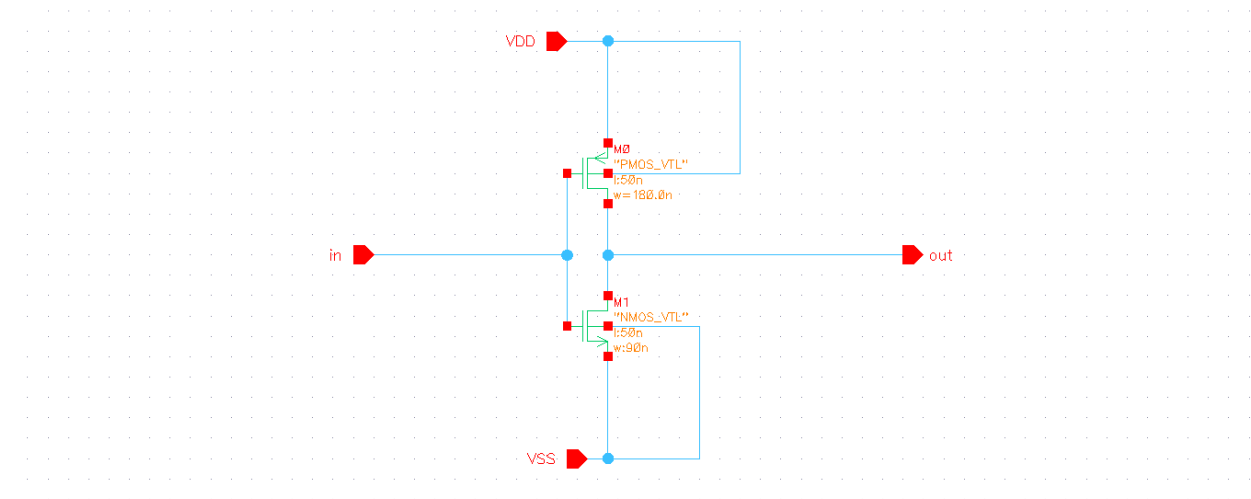 VDD
M0
"PMOS_VTL"
l:50n
w=180.0n
in
out
M1
"NMOS_VTL"
l:50n
w:90n
VSS